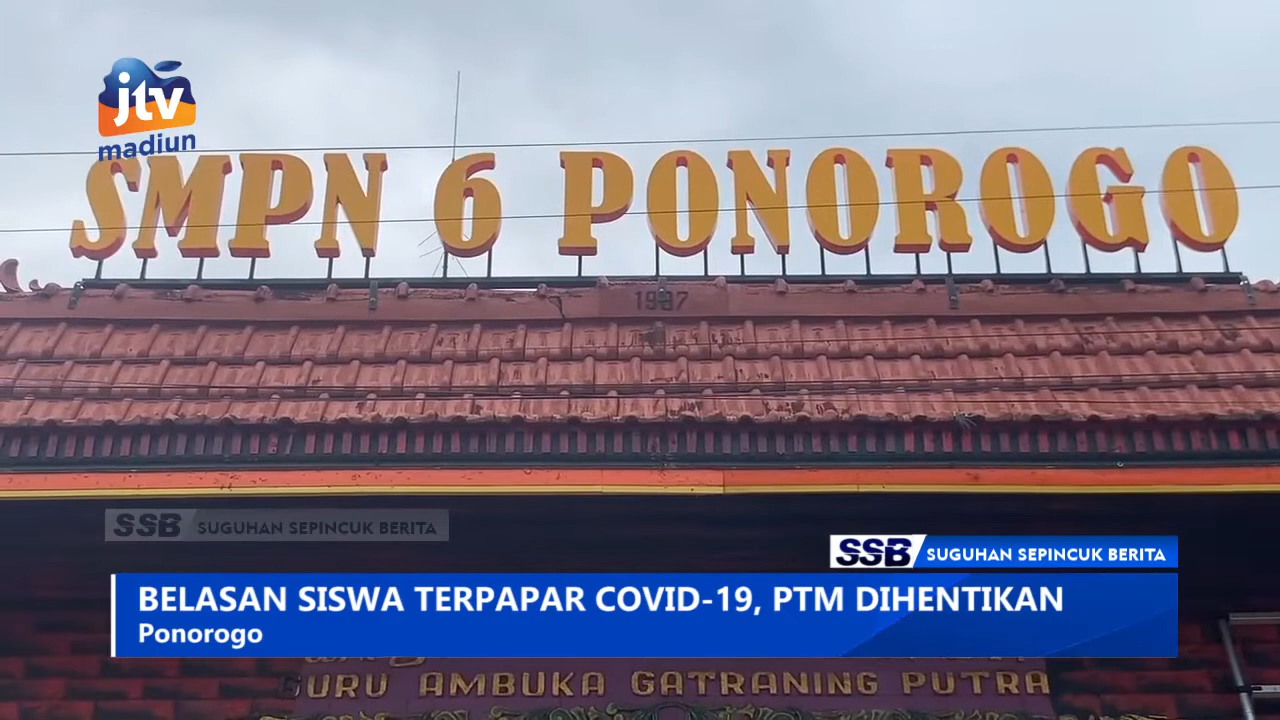 jtv
madiun
SMPN 6 PONOROGO
SSB SUGUHAN SEPINCUK BERITA
SSB SUGUHAN SEPINCUK BERITA
BELASAN SISWA TERPAPAR COVID-19, PTM DIHENTIKAN
Ponorogo
GURU AMBUKA GATRANING PUTRA